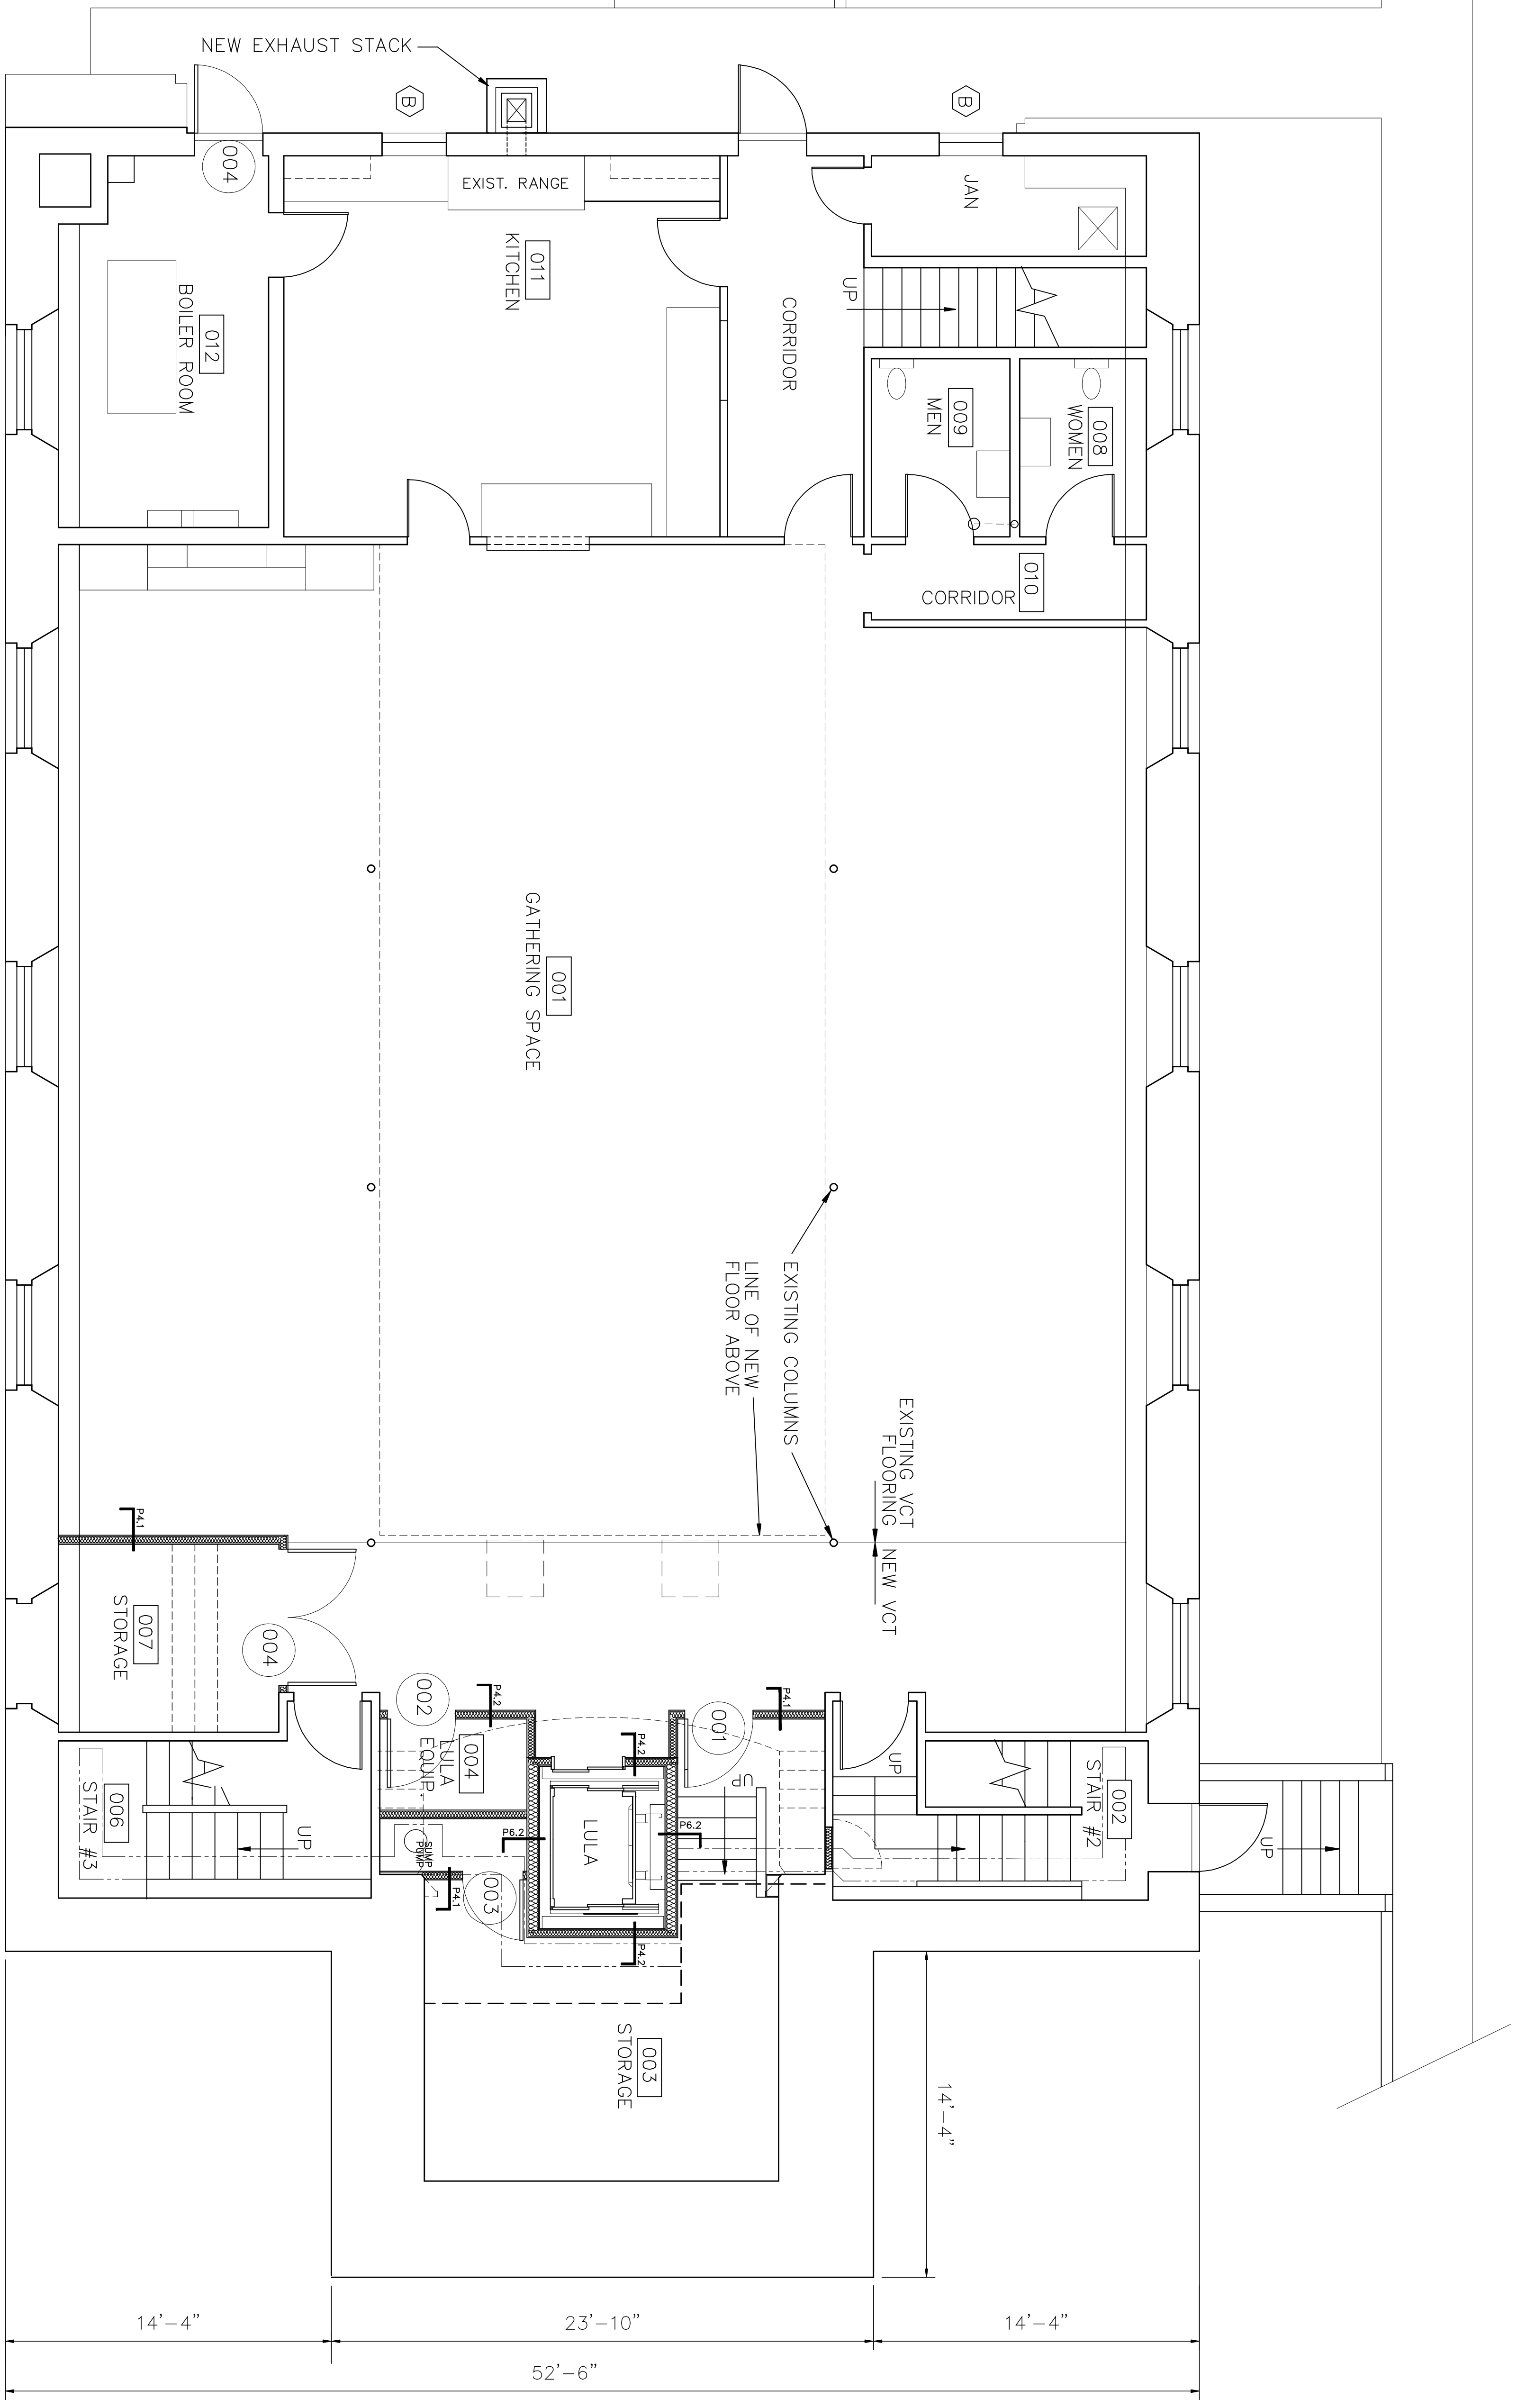 NEW EXHAUST STACK
B
B
004
EXIST. RANGE
JAN
011
KITCHEN
UP
CORRIDOR
012
BOILER ROOM
009
MEN
008
WOMEN
010
CORRIDOR
001
GATHERING SPACE
EXISTING COLUMNS
LINE OF NEW
FLOOR ABOVE
EXISTING VCT
FLOORING
NEW VCT
P4.1
007
STORAGE
004
002
P4.2
004
LULA
EQUIP.
P4.2
001
P4.1
UP
UP
002
STAIR #2
UP
006
STAIR #3
UP
SUMP
PUMP
P6.2
LULA
P6.2
P4.1
003
P4.2
003
STORAGE
14'-4"
14'-4"
23'-10"
14'-4"
52'-6"